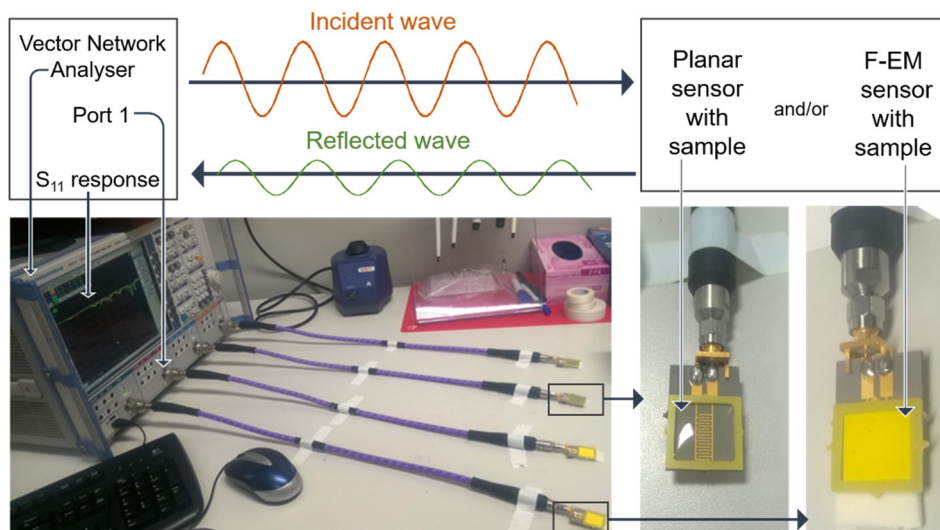 Vector Network
Analyser
Port 1
S₁₁ response
Incident wave
Reflected wave
Planar
sensor
with
sample
and/or
F-EM
sensor
with
sample